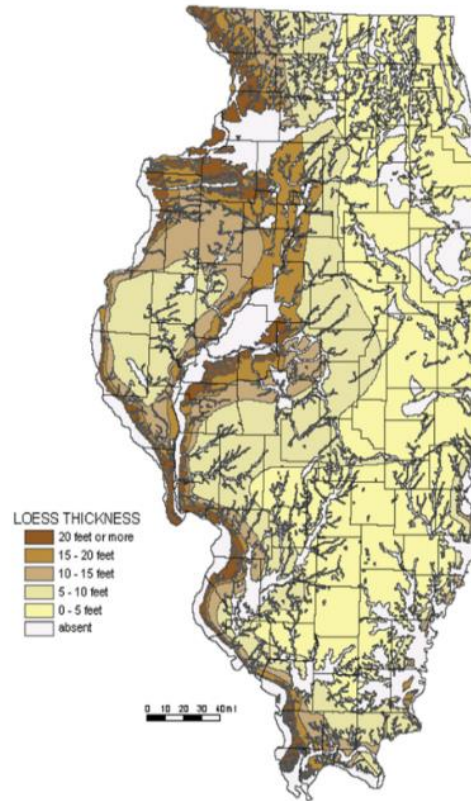 LOESS THICKNESS
20 feet or more
15 - 20 feet
10 - 15 feet
5 - 10 feet
0 - 5 feet
absent
0 10 20 30 40 mi